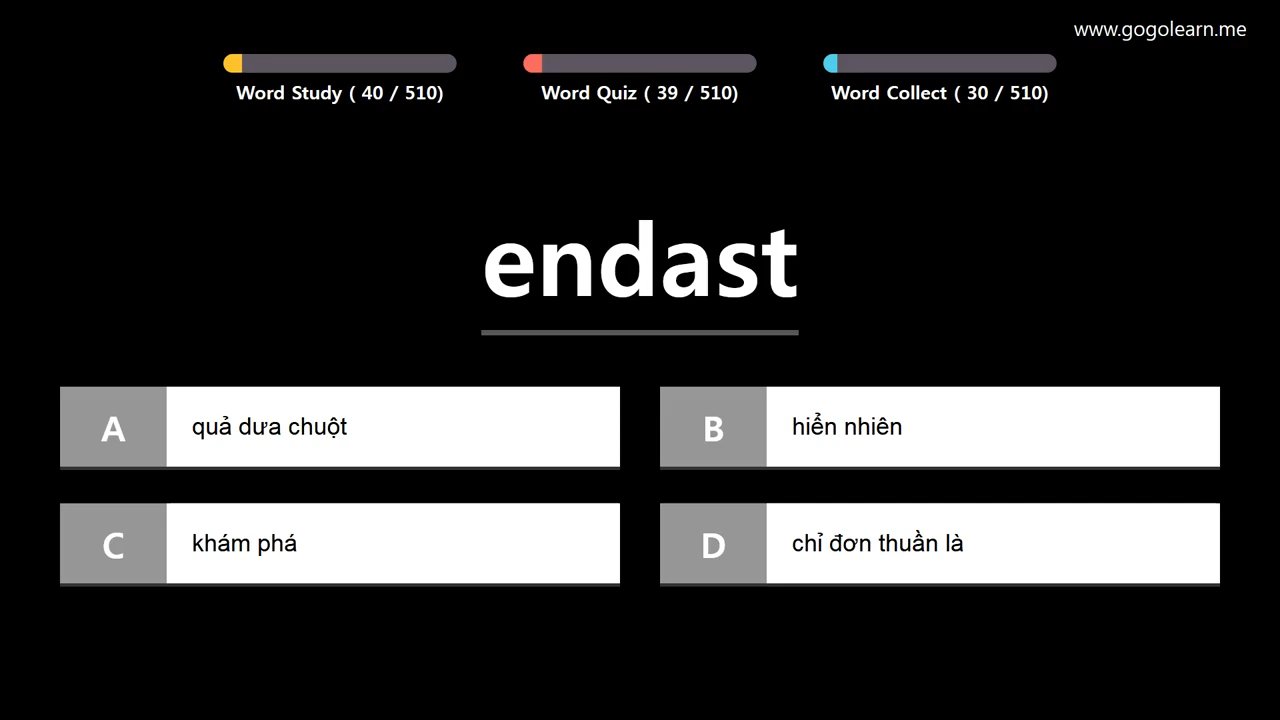 www.gogolearn.me
Word Study ( 40 / 510)
Word Quiz ( 39 / 510)
Word Collect ( 30 / 510)
endast
A
quả dưa chuột
B
hiển nhiên
C
khám phá
D
chỉ đơn thuần là